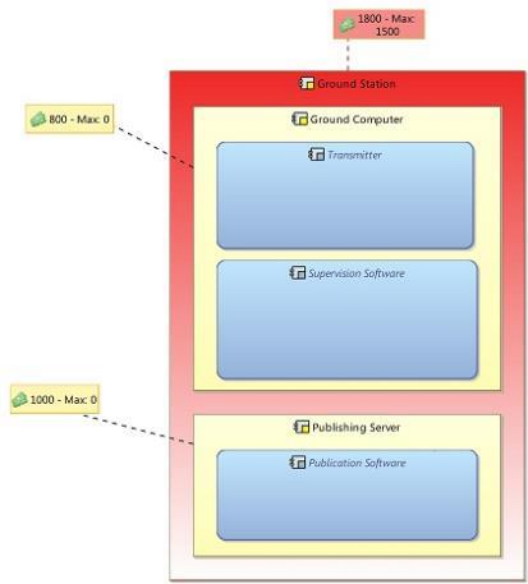 1800 - Max:
1500
Ground Station
800 - Max: 0
Ground Computer
Transmitter
Supervision Software
1000 - Max: 0
Publishing Server
Publication Software